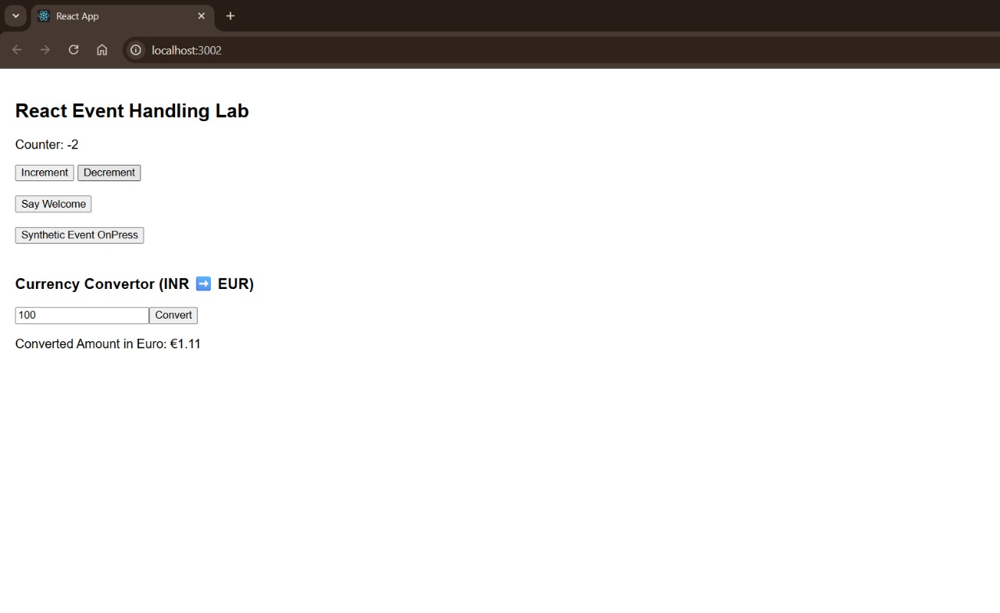 React App
localhost:3002
React Event Handling Lab
Counter: -2
Increment Decrement
Say Welcome
Synthetic Event OnPress
Currency Convertor (INR ➡️ EUR)
100 Convert
Converted Amount in Euro: €1.11